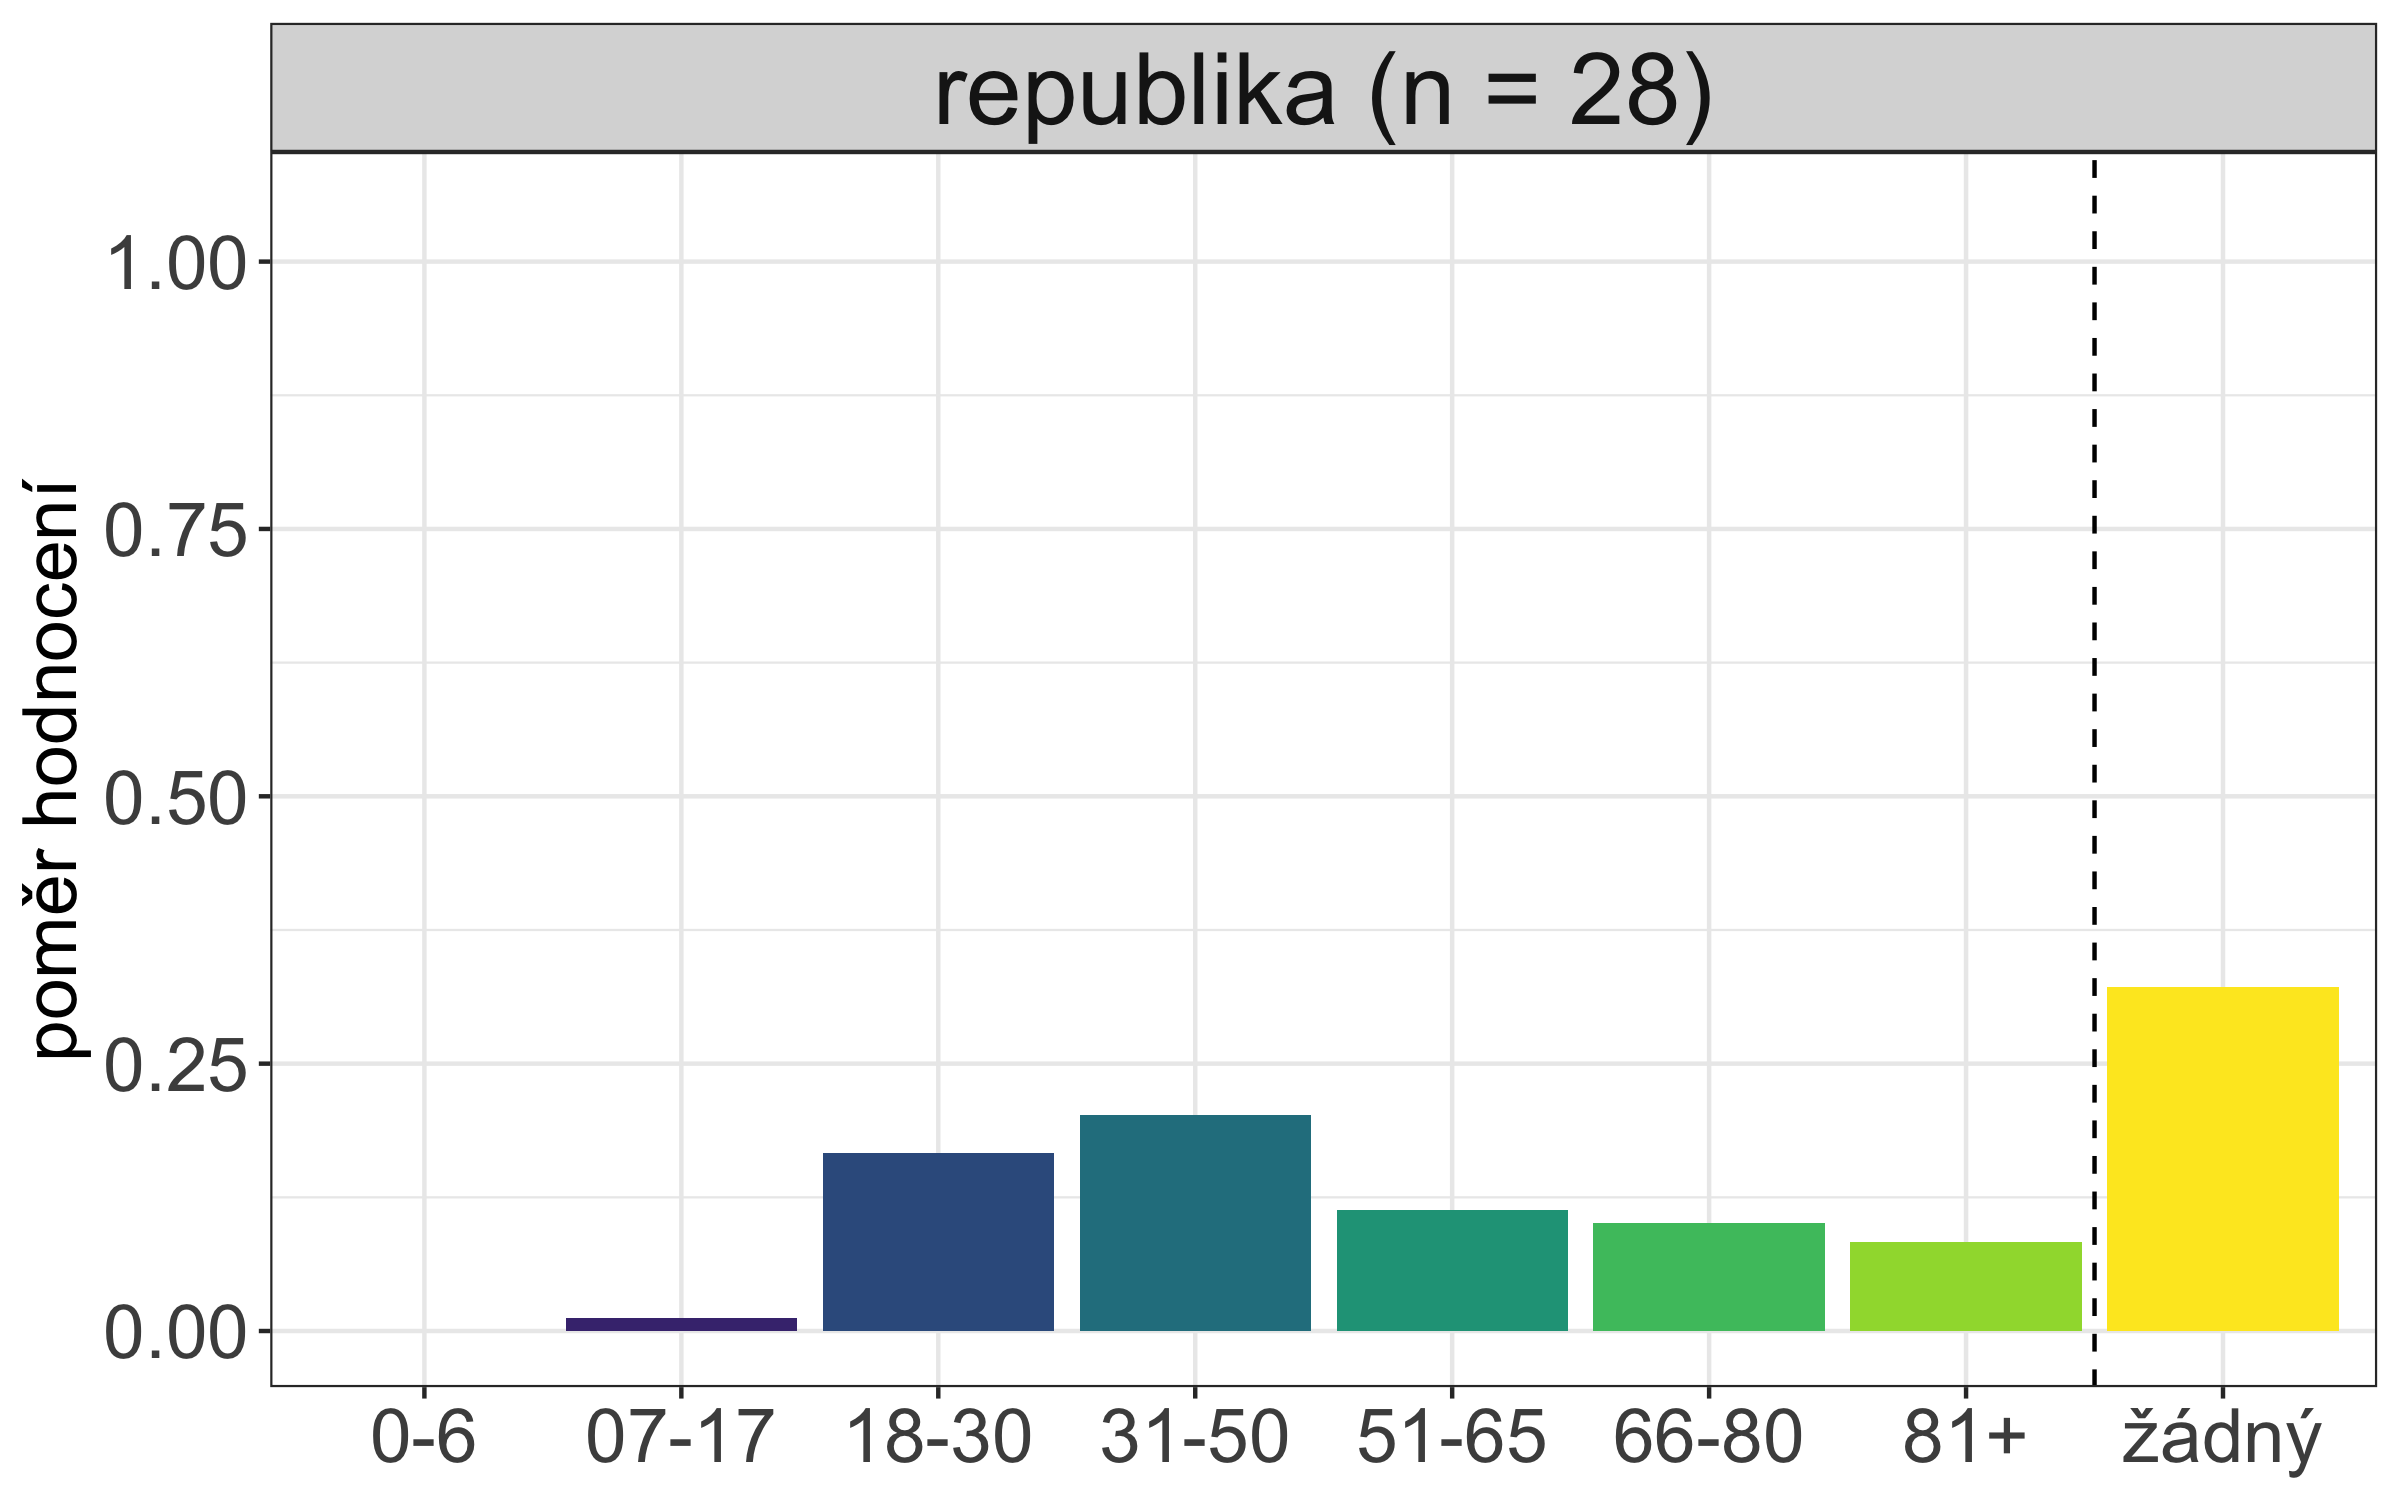 republika (n = 28)
poměr hodnocení
1.00
0.75
0.50
0.25
0.00
0-6 07-17 18-30 31-50 51-65 66-80 81+ žádný